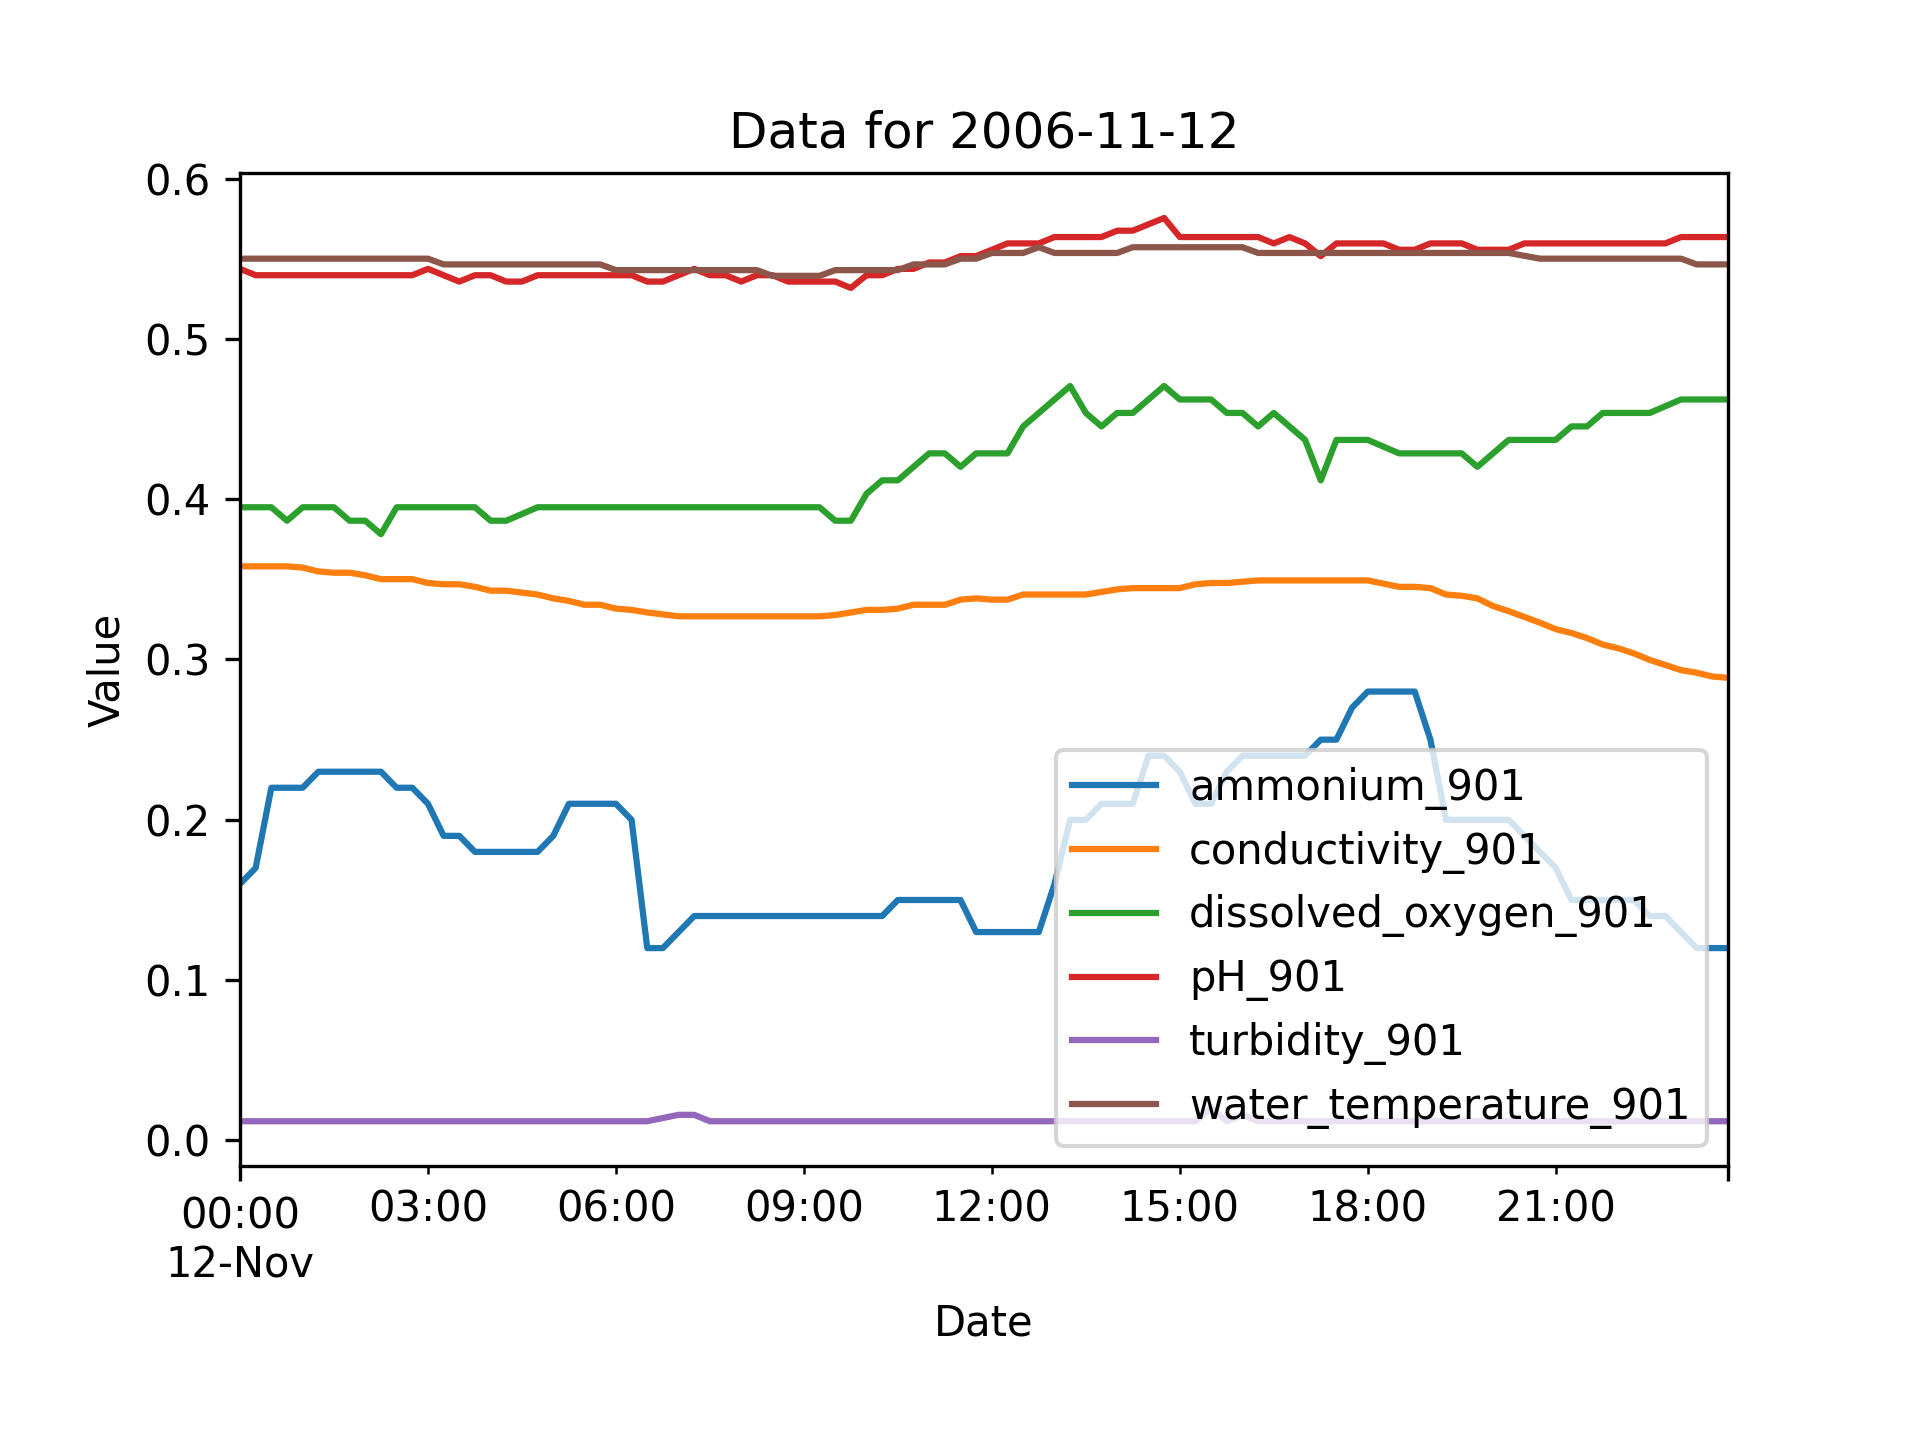 Data for 2006-11-12
0.6
0.5
0.4
0.3
0.2
0.1
0.0
Value
ammonium_901
conductivity_901
dissolved_oxygen_901
pH_901
turbidity_901
water_temperature_901
00:00 03:00 06:00 09:00 12:00 15:00 18:00 21:00
12-Nov
Date